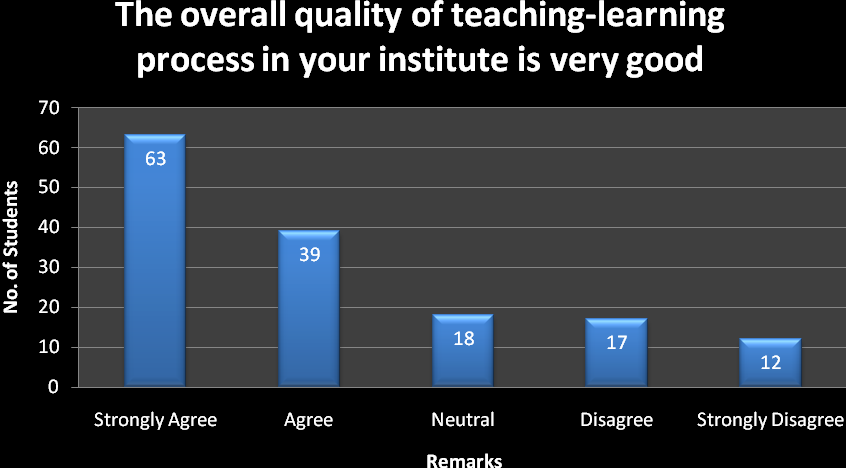 The overall quality of teaching-learning
process in your institute is very good
70
60
50
40
30
20
10
0
No. of Students
63
39
18
17
12
Strongly Agree
Agree
Neutral
Disagree
Strongly Disagree
Remarks